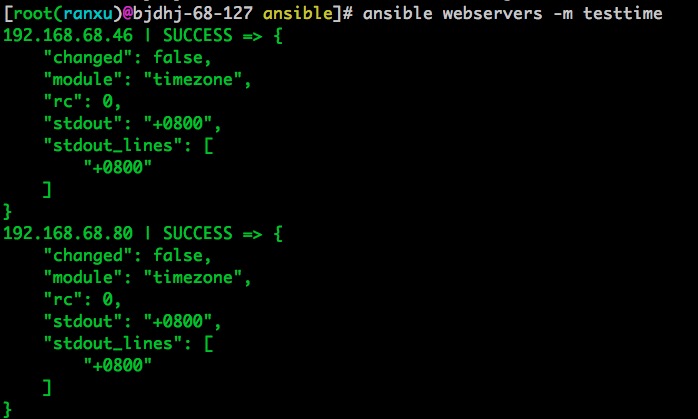 [root(ranxu)@bjdhj-68-127 ansible]# ansible webservers -m testtime
192.168.68.46 | SUCCESS => {
    "changed": false,
    "module": "timezone",
    "rc": 0,
    "stdout": "+0800",
    "stdout_lines": [
        "+0800"
    ]
}
192.168.68.80 | SUCCESS => {
    "changed": false,
    "module": "timezone",
    "rc": 0,
    "stdout": "+0800",
    "stdout_lines": [
        "+0800"
    ]
}